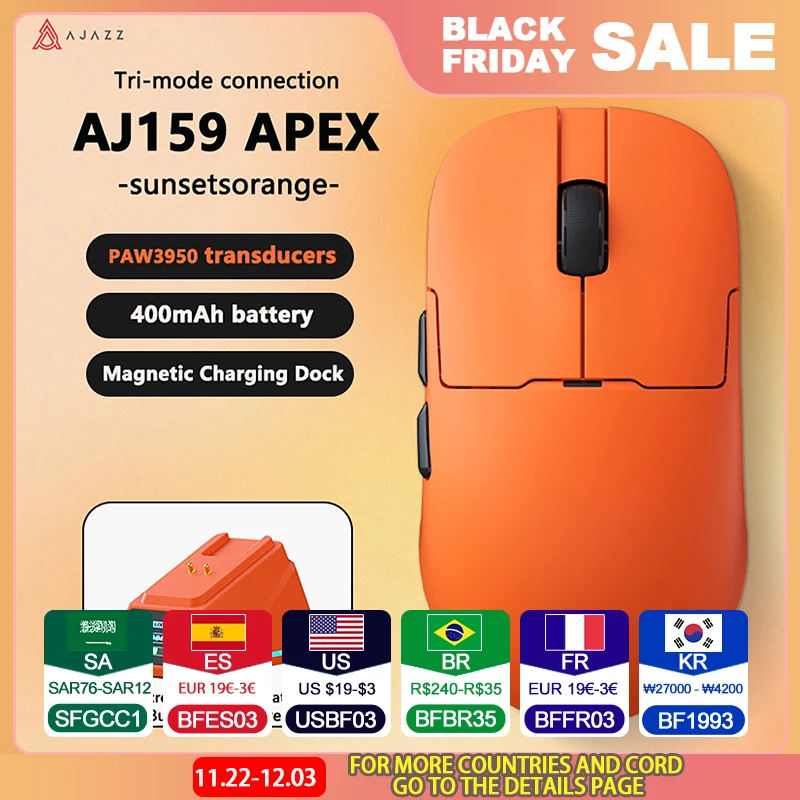 AJAZZ
BLACK
FRIDAY SALE
Tri-mode connection
AJ159 APEX
-sunsetsorange-
PAW3950 transducers
400mAh battery
Magnetic Charging Dock
SA
ES
US
BR
FR
KR
SAR76-SAR12
EUR 19€-3€
US $19-$3
R$240-R$35
EUR 19€-3€
₩27000 - ₩4200
SFGCC1
BFES03
USBF03
BFBR35
BFFR03
BF1993
11.22-12.03
FOR MORE COUNTRIES AND CORD
GO TO THE DETAILS PAGE